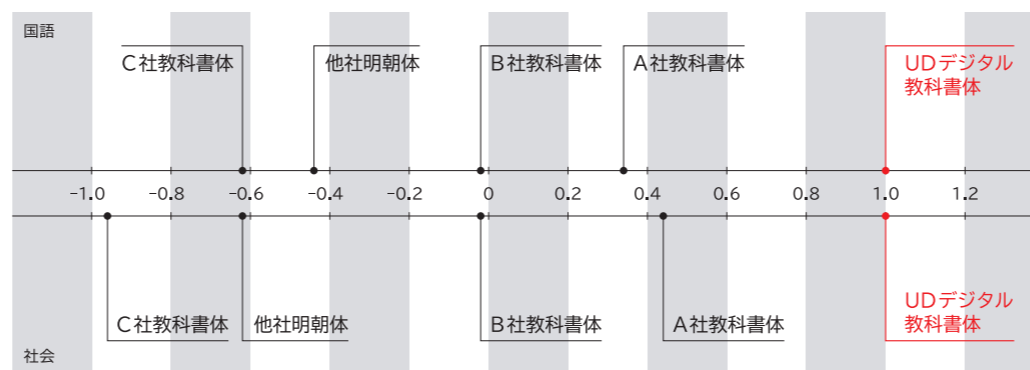 国語
C社教科書体
他社明朝体
B社教科書体
A社教科書体
UDデジタル
教科書体
-1.0 -0.8 -0.6 -0.4 -0.2 0 0.2 0.4 0.6 0.8 1.0 1.2
C社教科書体
他社明朝体
B社教科書体
A社教科書体
UDデジタル
教科書体
社会